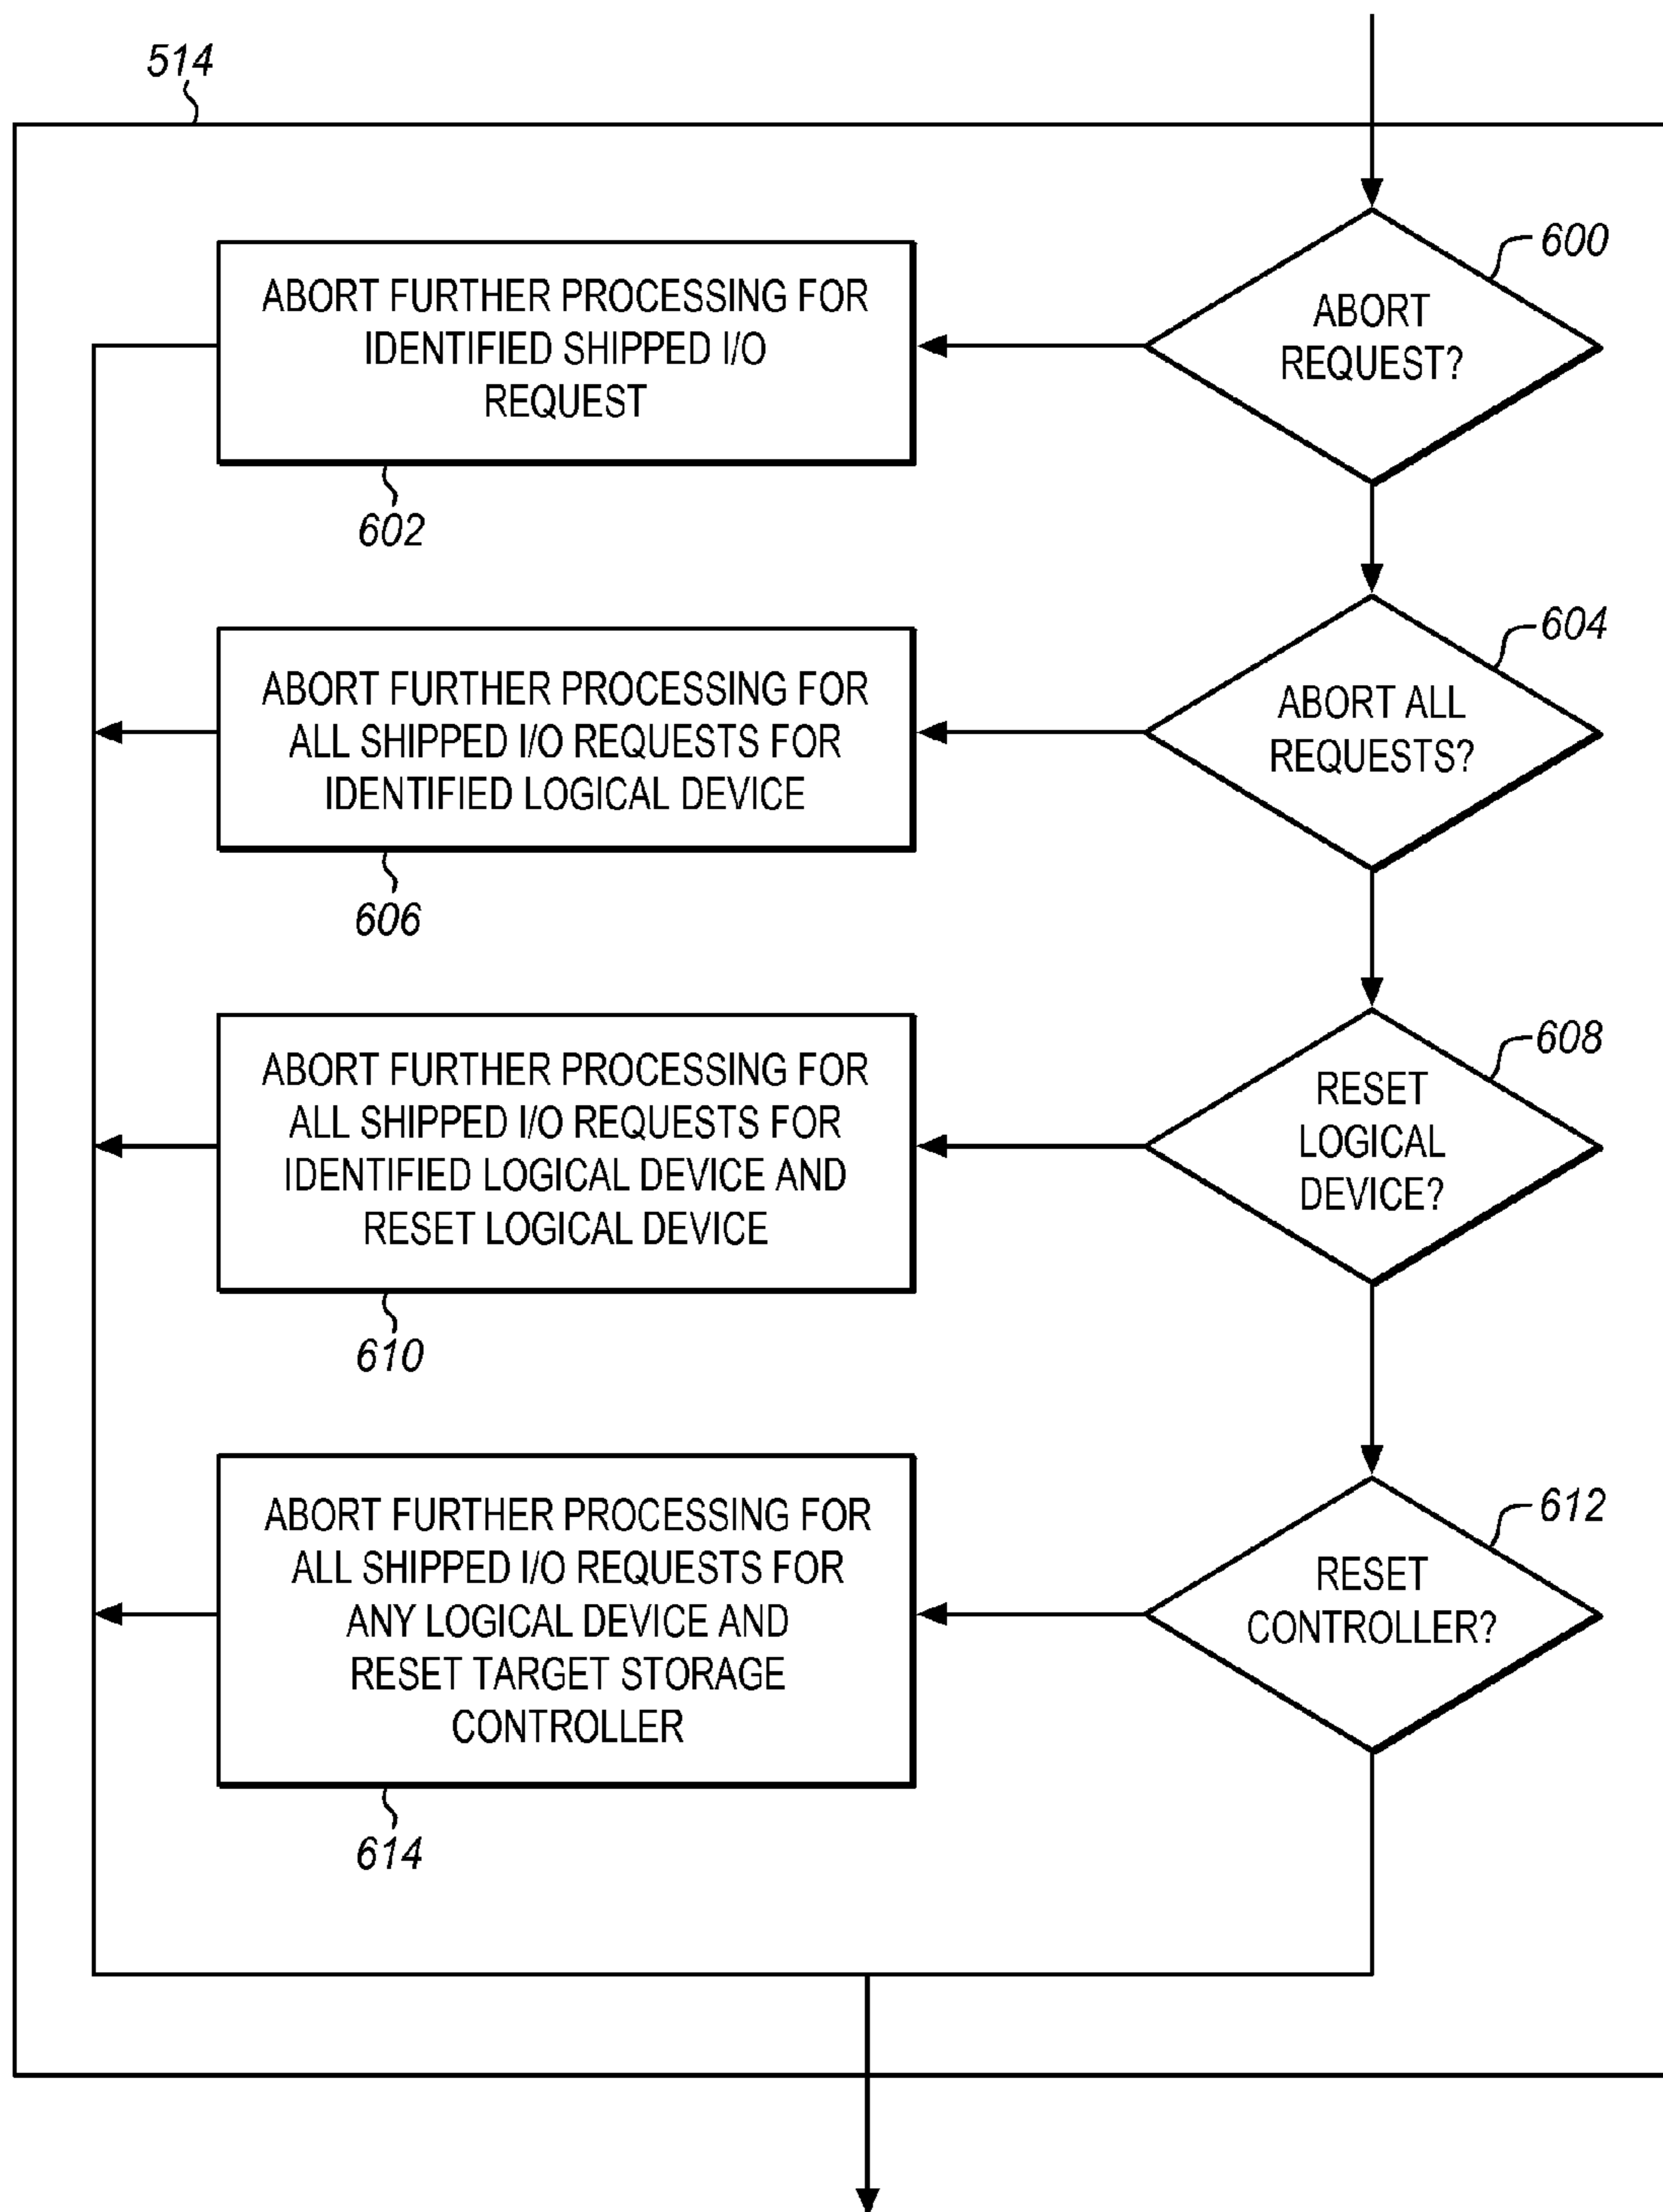 514
600
ABORT FURTHER PROCESSING FOR
IDENTIFIED SHIPPED I/O
REQUEST
602
ABORT
REQUEST?
604
ABORT FURTHER PROCESSING FOR
ALL SHIPPED I/O REQUESTS FOR
IDENTIFIED LOGICAL DEVICE
606
ABORT ALL
REQUESTS?
608
ABORT FURTHER PROCESSING FOR
ALL SHIPPED I/O REQUESTS FOR
IDENTIFIED LOGICAL DEVICE AND
RESET LOGICAL DEVICE
610
RESET
LOGICAL
DEVICE?
612
ABORT FURTHER PROCESSING FOR
ALL SHIPPED I/O REQUESTS FOR
ANY LOGICAL DEVICE AND
RESET TARGET STORAGE
CONTROLLER
614
RESET
CONTROLLER?